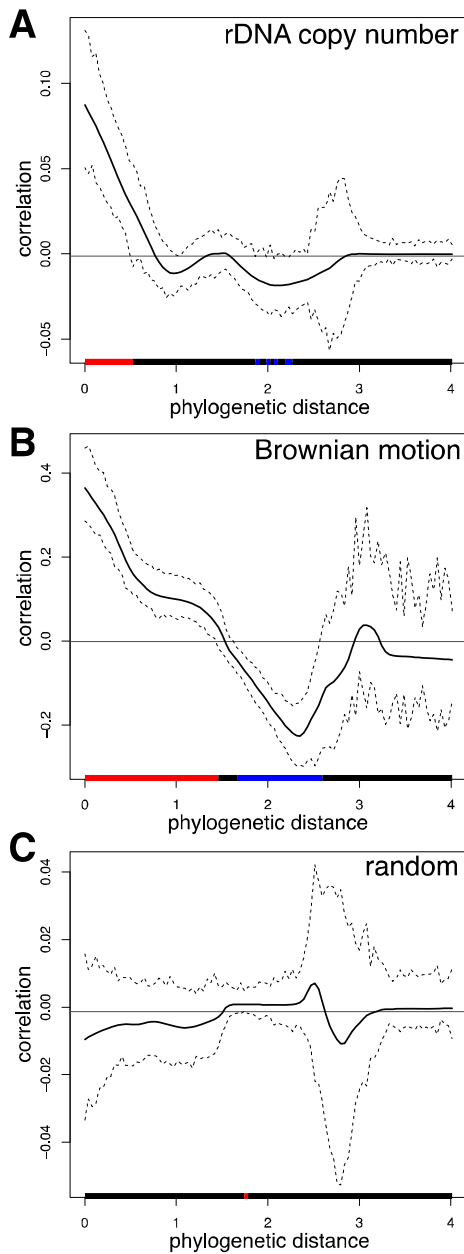 A
rDNA copy number
0.10
0.05
0.00
−0.05
correlation
0 1 2 3 4
phylogenetic distance
B
Brownian motion
0.4
0.2
0.0
−0.2
correlation
0 1 2 3 4
phylogenetic distance
C
random
0.04
0.02
0.00
−0.02
−0.04
correlation
0 1 2 3 4
phylogenetic distance